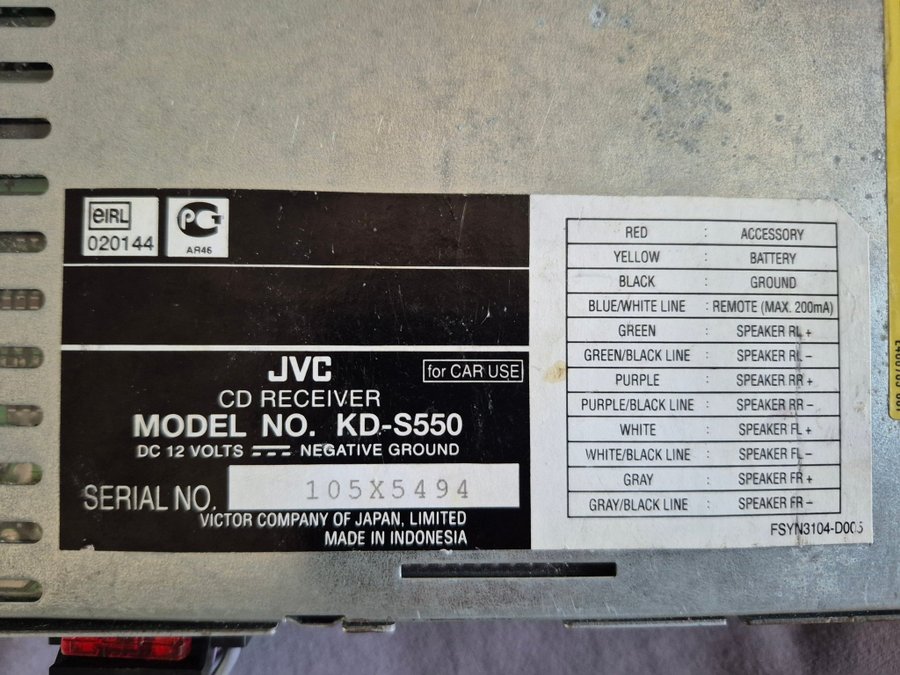 eIRL
020144
PCT
AR46
JVC
for CAR USE
CD RECEIVER
MODEL NO. KD-S550
DC 12 VOLTS NEGATIVE GROUND
SERIAL NO. 105X5494
VICTOR COMPANY OF JAPAN, LIMITED
MADE IN INDONESIA
RED : ACCESSORY
YELLOW : BATTERY
BLACK : GROUND
BLUE/WHITE LINE : REMOTE (MAX. 200mA)
GREEN : SPEAKER RL +
GREEN/BLACK LINE : SPEAKER RL –
PURPLE : SPEAKER RR +
PURPLE/BLACK LINE : SPEAKER RR –
WHITE : SPEAKER FL +
WHITE/BLACK LINE : SPEAKER FL –
GRAY : SPEAKER FR +
GRAY/BLACK LINE : SPEAKER FR –
FSYN3104-D005